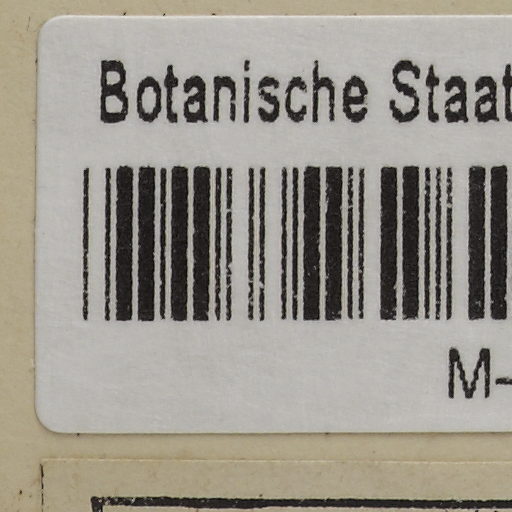 Botanische Staat
M-